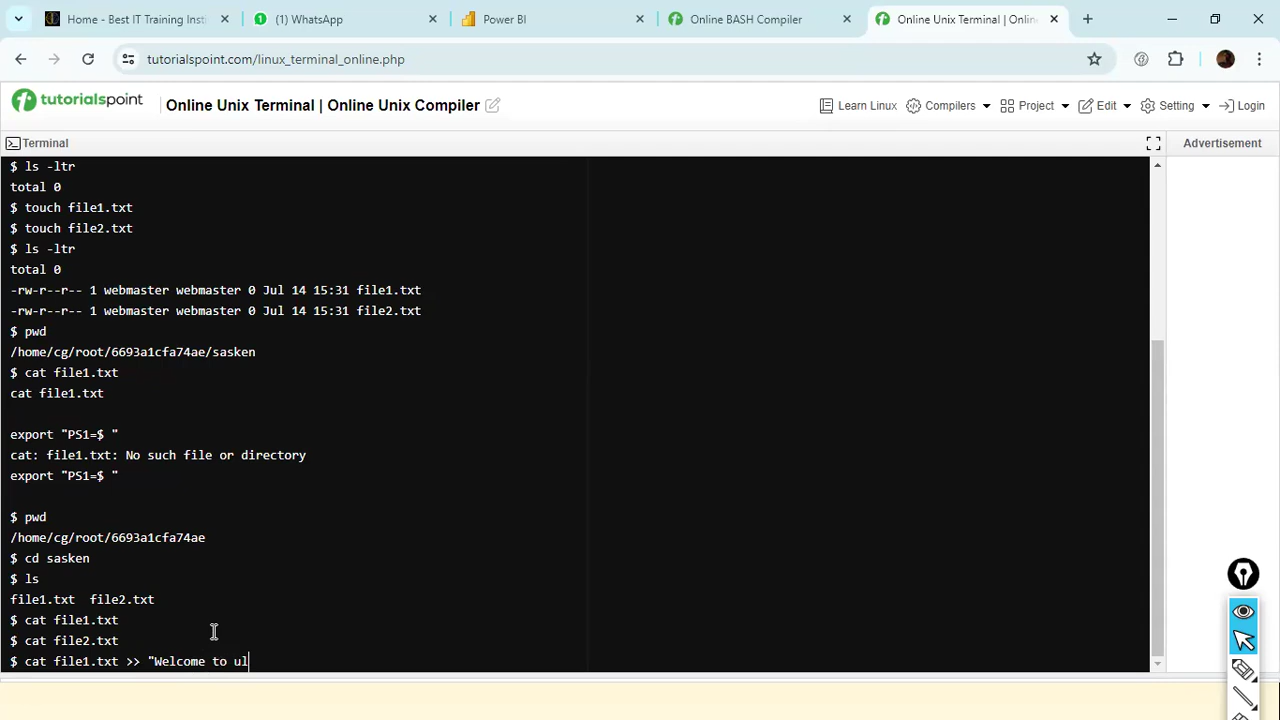 Home - Best IT Training Inst
(1) WhatsApp
Power BI
Online BASH Compiler
Online Unix Terminal | Onlin
tutorialspoint.com/linux_terminal_online.php
tutorialspoint
Online Unix Terminal | Online Unix Compiler
Learn Linux
Compilers
Project
Edit
Setting
Login
Terminal
Advertisement
$ ls -ltr
total 0
$ touch file1.txt
$ touch file2.txt
$ ls -ltr
total 0
-rw-r--r-- 1 webmaster webmaster 0 Jul 14 15:31 file1.txt
-rw-r--r-- 1 webmaster webmaster 0 Jul 14 15:31 file2.txt
$ pwd
/home/cg/root/6693a1cfa74ae/sasken
$ cat file1.txt
cat file1.txt
export "PS1=$ "
cat: file1.txt: No such file or directory
export "PS1=$ "
$ pwd
/home/cg/root/6693a1cfa74ae
$ cd sasken
$ ls
file1.txt  file2.txt
$ cat file1.txt
$ cat file2.txt
$ cat file1.txt >> "Welcome to ul